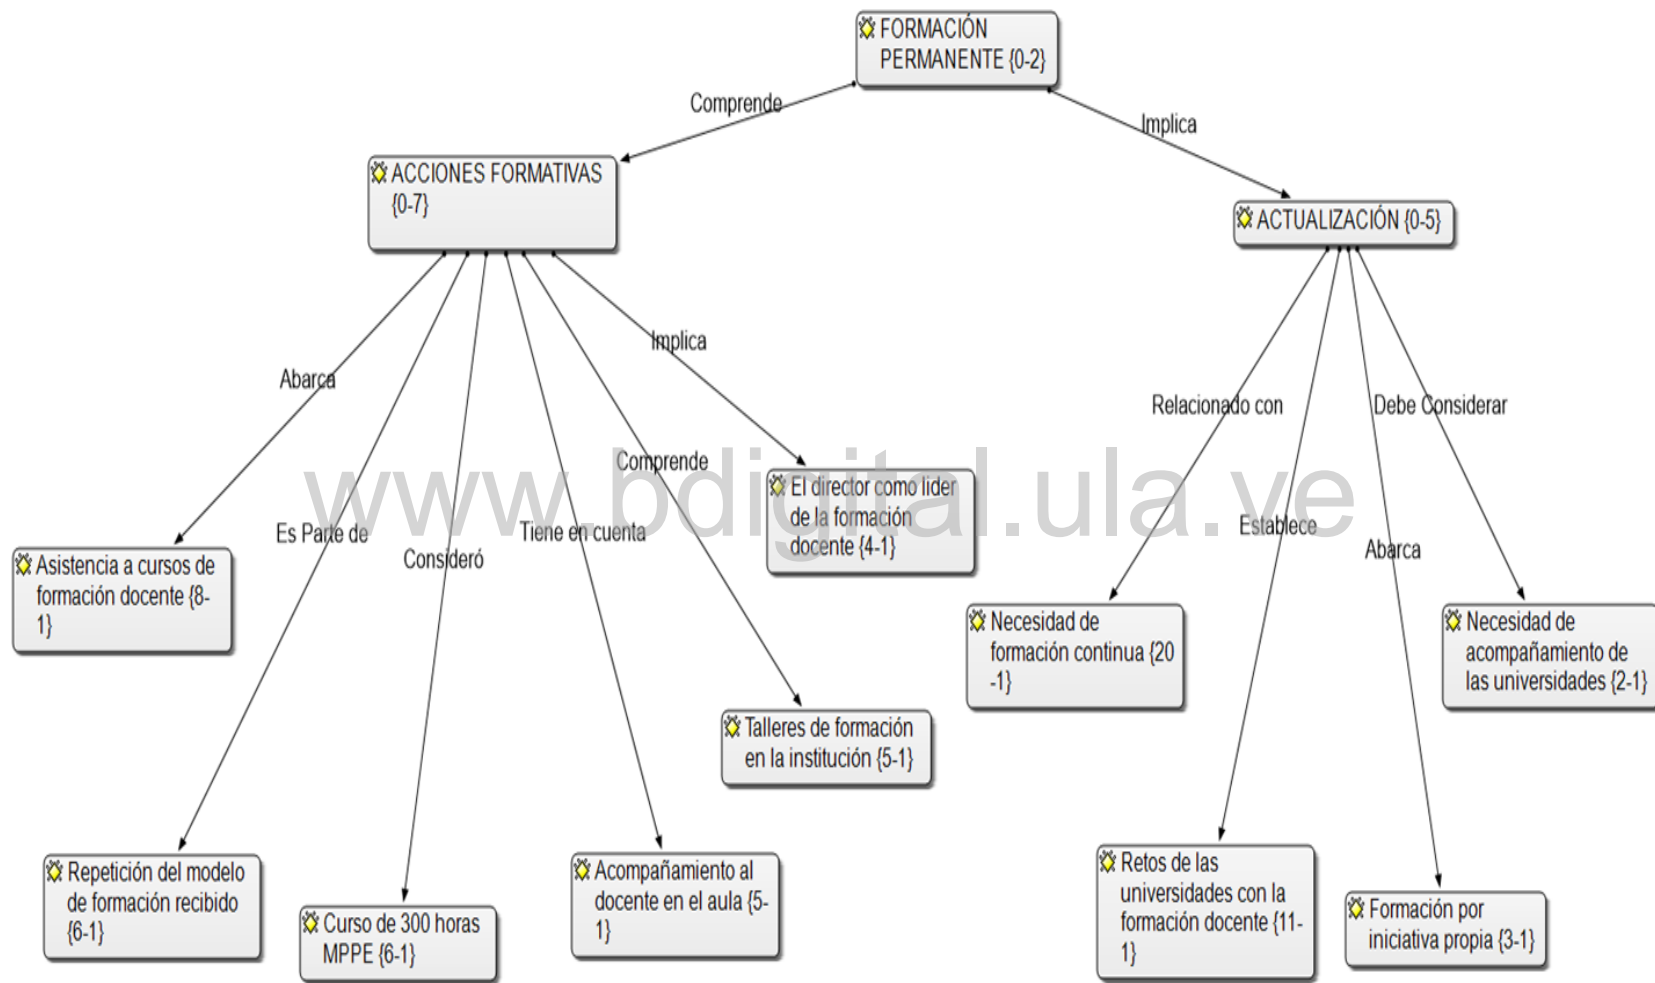 FORMACIÓN
PERMANENTE {0-2}
Comprende
Implica
ACCIONES FORMATIVAS
{0-7}
ACTUALIZACIÓN {0-5}
Implica
Abarca
Relacionado con
Debe Considerar
Comprende
www.bdigital.ula.ve
El director como lider
de la formación
docente {4-1}
Es Parte de
Tiene en cuenta
Establece
Consideró
Abarca
Asistencia a cursos de
formación docente {8-
1}
Necesidad de
formación continua {20
-1}
Necesidad de
acompañamiento de
las universidades {2-1}
Talleres de formación
en la institución {5-1}
Repetición del modelo
de formación recibido
{6-1}
Curso de 300 horas
MPPE {6-1}
Acompañamiento al
docente en el aula {5-
1}
Retos de las
universidades con la
formación docente {11-
1}
Formación por
iniciativa propia {3-1}